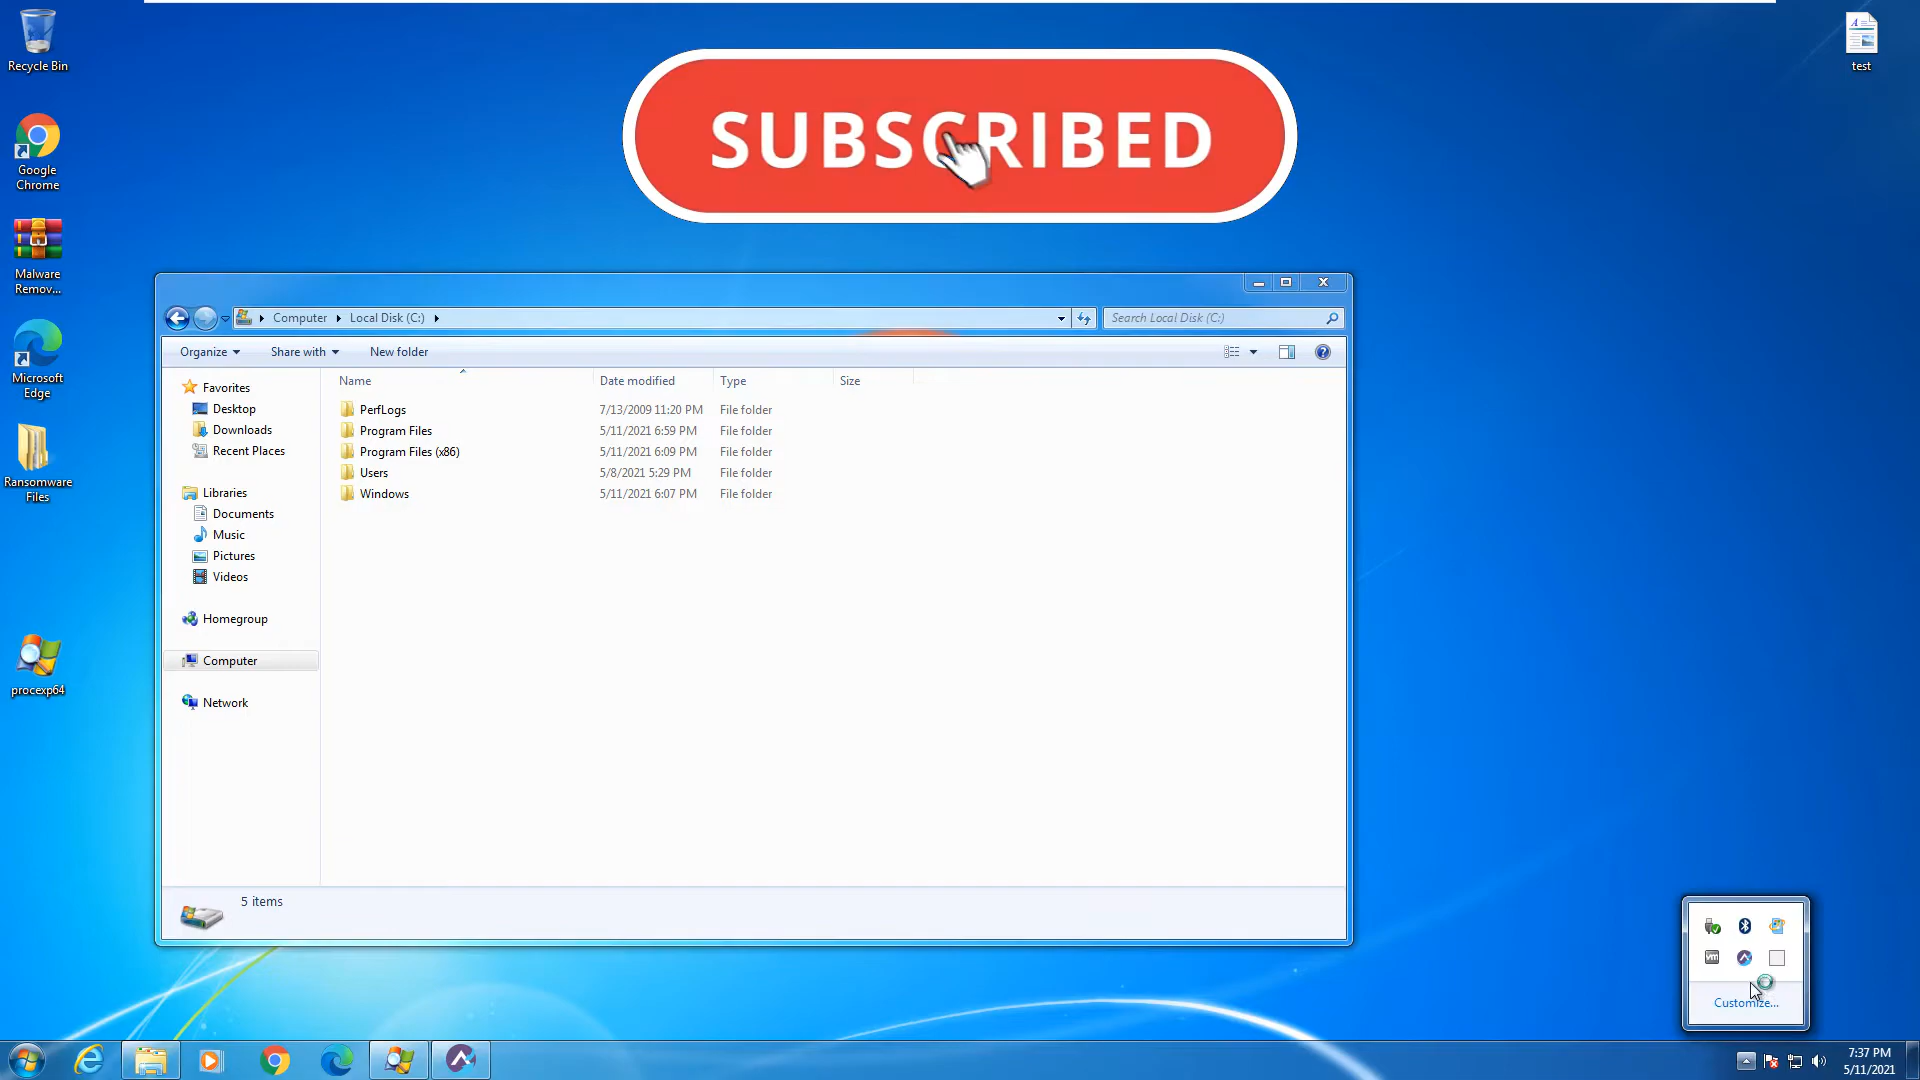 Recycle Bin
test
SUBSCRIBED
Google
Chrome
Malware
Remov...
Microsoft
Edge
Ransomware
Files
procexp64
Computer
Local Disk (C:)
Search Local Disk (C:)
Organize
Share with
New folder
Name
Date modified
Type
Size
Favorites
Desktop
Downloads
Recent Places
Libraries
Documents
Music
Pictures
Videos
Homegroup
Computer
Network
PerfLogs 7/13/2009 11:20 PM File folder
Program Files 5/11/2021 6:59 PM File folder
Program Files (x86) 5/11/2021 6:09 PM File folder
Users 5/8/2021 5:29 PM File folder
Windows 5/11/2021 6:07 PM File folder
5 items
vm
Customize...
7:37 PM
5/11/2021